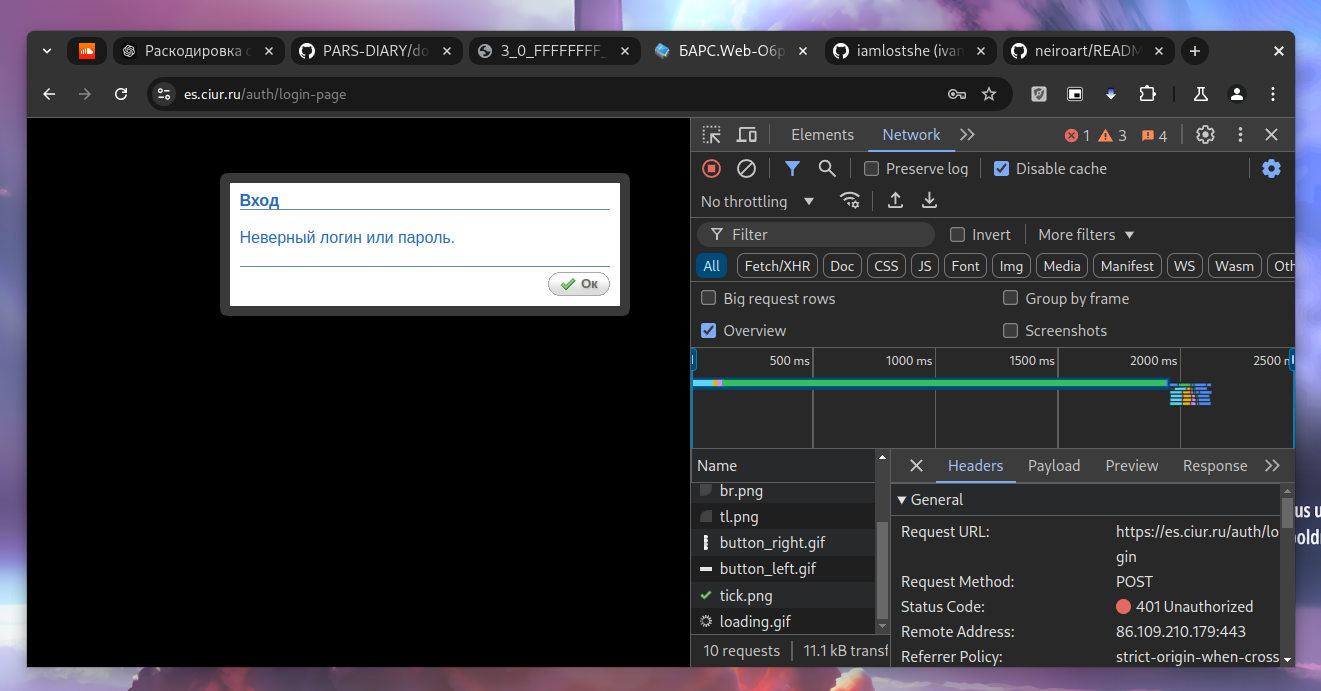 Раскодировка с
PARS-DIARY/do
3_0_FFFFFFFF_
БАРС.Web-Обр
iamlostshe (ivan
neiroart/READM
es.ciur.ru/auth/login-page
Вход
Неверный логин или пароль.
Ок
Elements
Network
1
3
4
Preserve log
Disable cache
No throttling
Filter
Invert
More filters
All
Fetch/XHR
Doc
CSS
JS
Font
Img
Media
Manifest
WS
Wasm
Oth
Big request rows
Group by frame
Overview
Screenshots
500 ms
1000 ms
1500 ms
2000 ms
2500 m
Name
br.png
tl.png
button_right.gif
button_left.gif
tick.png
loading.gif
10 requests
11.1 kB transf
Headers
Payload
Preview
Response
General
Request URL:
https://es.ciur.ru/auth/lo
gin
Request Method:
POST
Status Code:
401 Unauthorized
Remote Address:
86.109.210.179:443
Referrer Policy:
strict-origin-when-cross